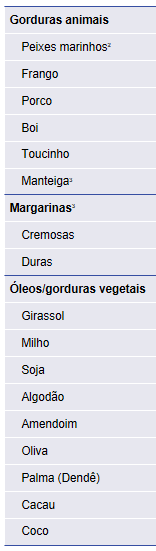 Gorduras animais
Peixes marinhos²
Frango
Porco
Boi
Toucinho
Manteiga³
Margarinas³
Cremosas
Duras
Óleos/gorduras vegetais
Girassol
Milho
Soja
Algodão
Amendoim
Oliva
Palma (Dendê)
Cacau
Coco